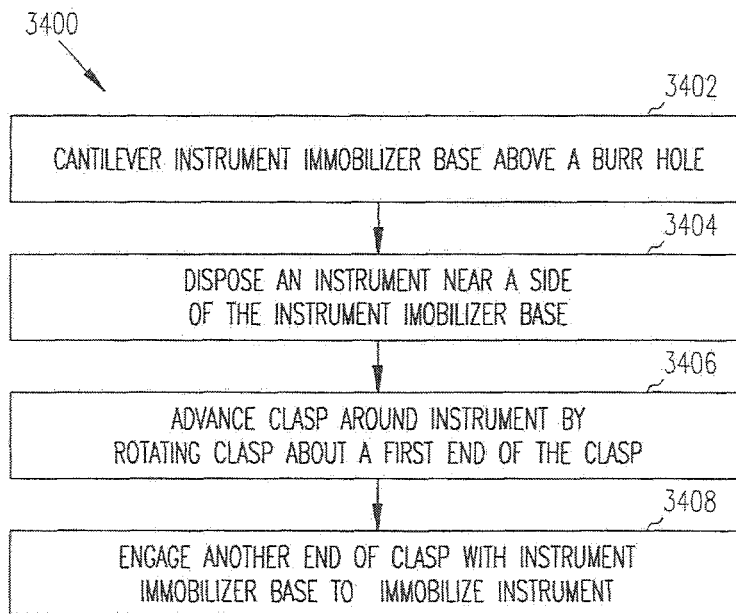 3400
3402
CANTILEVER INSTRUMENT IMMOBILIZER BASE ABOVE A BURR HOLE
3404
DISPOSE AN INSTRUMENT NEAR A SIDE
OF THE INSTRUMENT IMOBILIZER BASE
3406
ADVANCE CLASP AROUND INSTRUMENT BY
ROTATING CLASP ABOUT A FIRST END OF THE CLASP
3408
ENGAGE ANOTHER END OF CLASP WITH INSTRUMENT
IMMOBILIZER BASE TO IMMOBILIZE INSTRUMENT